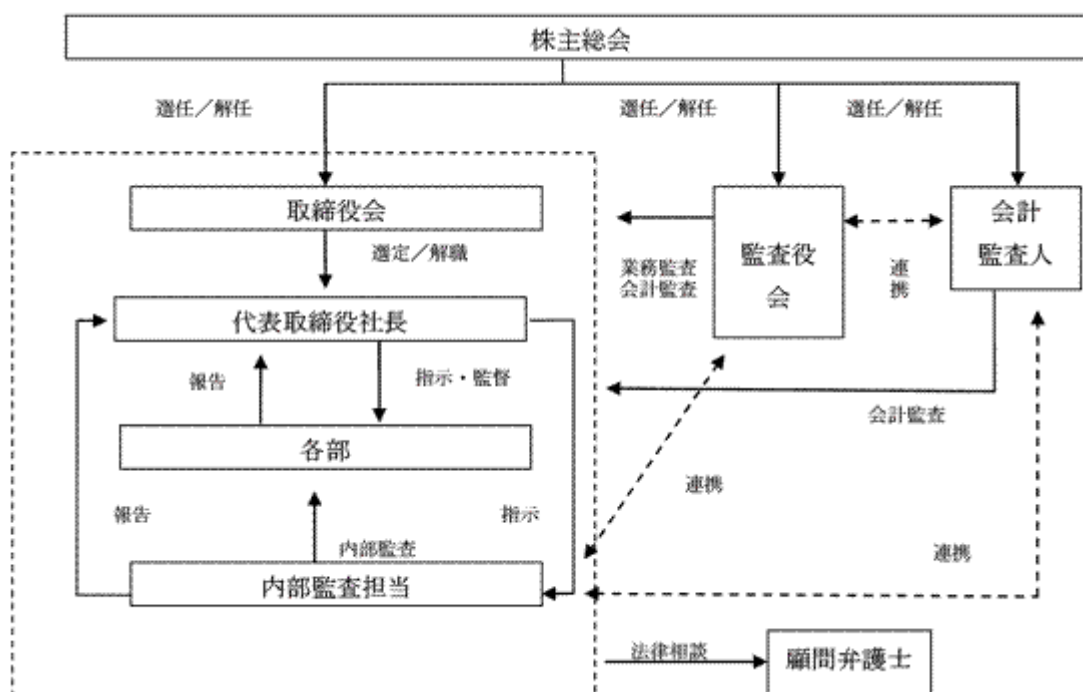 株主総会
選任／解任
選任／解任
選任／解任
取締役会
選定／解職
監査役
会
会計
監査人
業務監査
会計監査
連
携
代表取締役社長
報告
指示・監督
会計監査
各部
連携
報告
指示
内部監査
連携
内部監査担当
法律相談
顧問弁護士